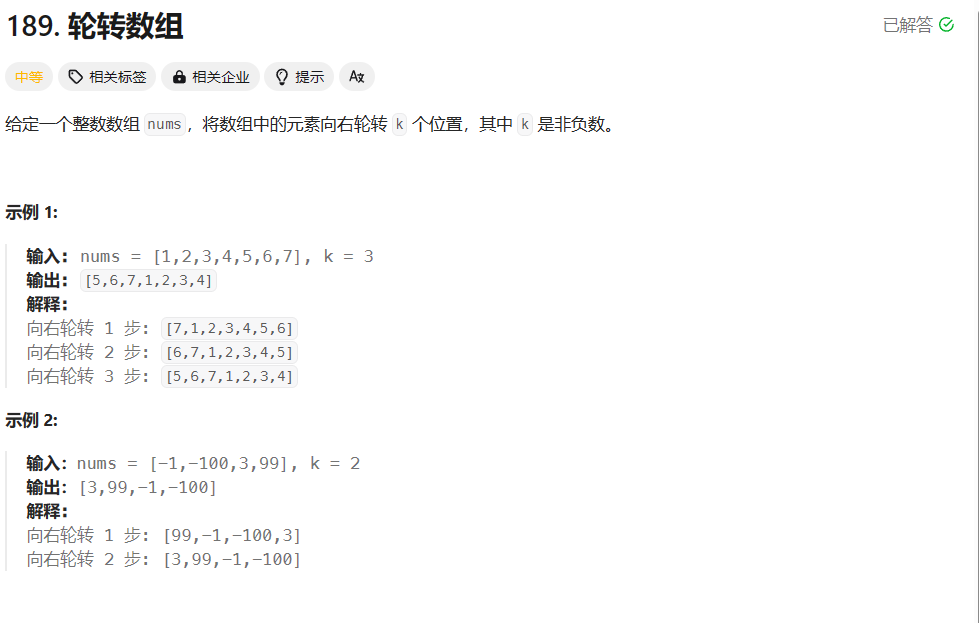 189. 轮转数组
已解答
中等 相关标签 相关企业 提示 Ax
给定一个整数数组 nums，将数组中的元素向右轮转 k 个位置，其中 k 是非负数。
示例 1:
输入: nums = [1,2,3,4,5,6,7], k = 3
输出: [5,6,7,1,2,3,4]
解释:
向右轮转 1 步: [7,1,2,3,4,5,6]
向右轮转 2 步: [6,7,1,2,3,4,5]
向右轮转 3 步: [5,6,7,1,2,3,4]
示例 2:
输入：nums = [-1,-100,3,99], k = 2
输出：[3,99,-1,-100]
解释:
向右轮转 1 步: [99,-1,-100,3]
向右轮转 2 步: [3,99,-1,-100]